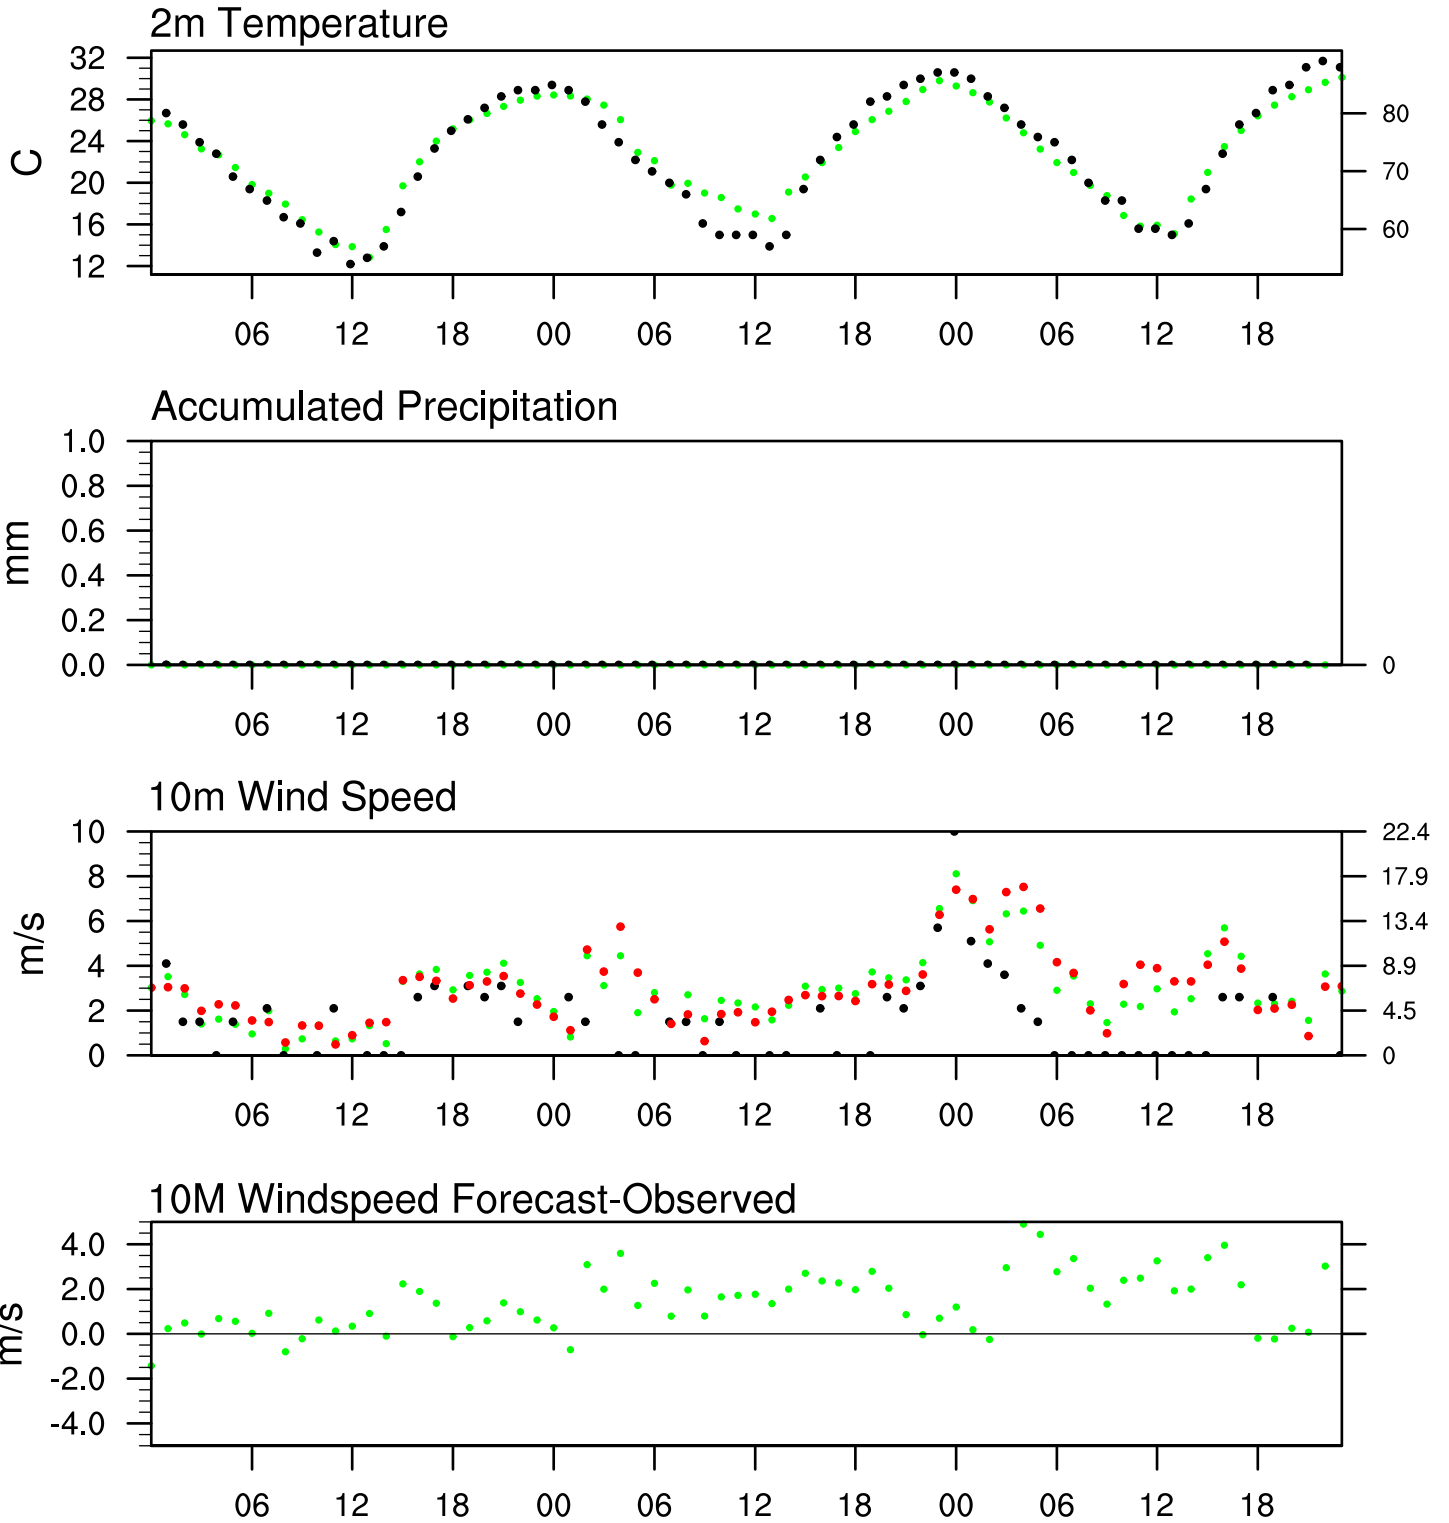 2m Temperature
32
28
24
20
16
12
C
80
70
60
06 12 18 00 06 12 18 00 06 12 18
Accumulated Precipitation
1.0
0.8
0.6
0.4
0.2
0.0
mm
0
06 12 18 00 06 12 18 00 06 12 18
10m Wind Speed
10
8
6
4
2
0
m/s
22.4
17.9
13.4
8.9
4.5
0
06 12 18 00 06 12 18 00 06 12 18
10M Windspeed Forecast-Observed
4.0
2.0
0.0
-2.0
-4.0
m/s
06 12 18 00 06 12 18 00 06 12 18